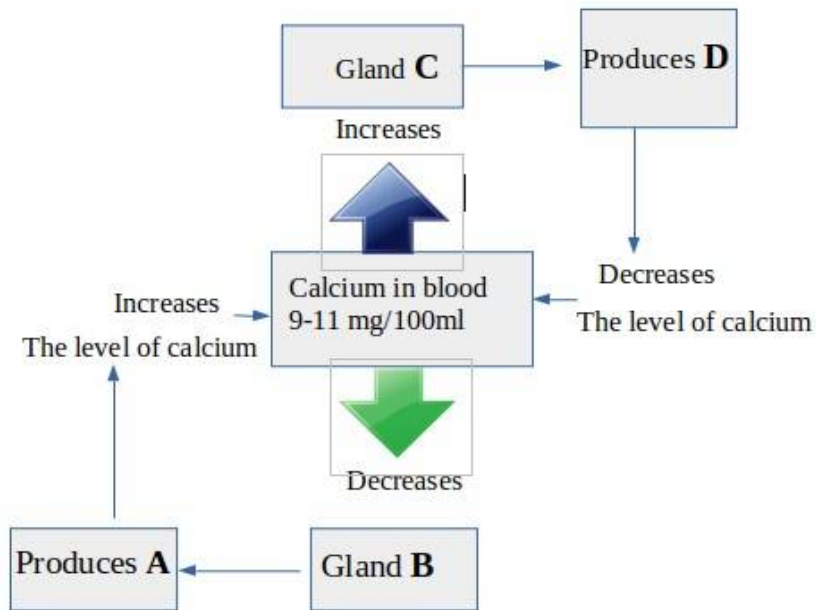 Gland C
Produces D
Increases
Calcium in blood
9-11 mg/100ml
Decreases
The level of calcium
Increases
The level of calcium
Decreases
Produces A
Gland B